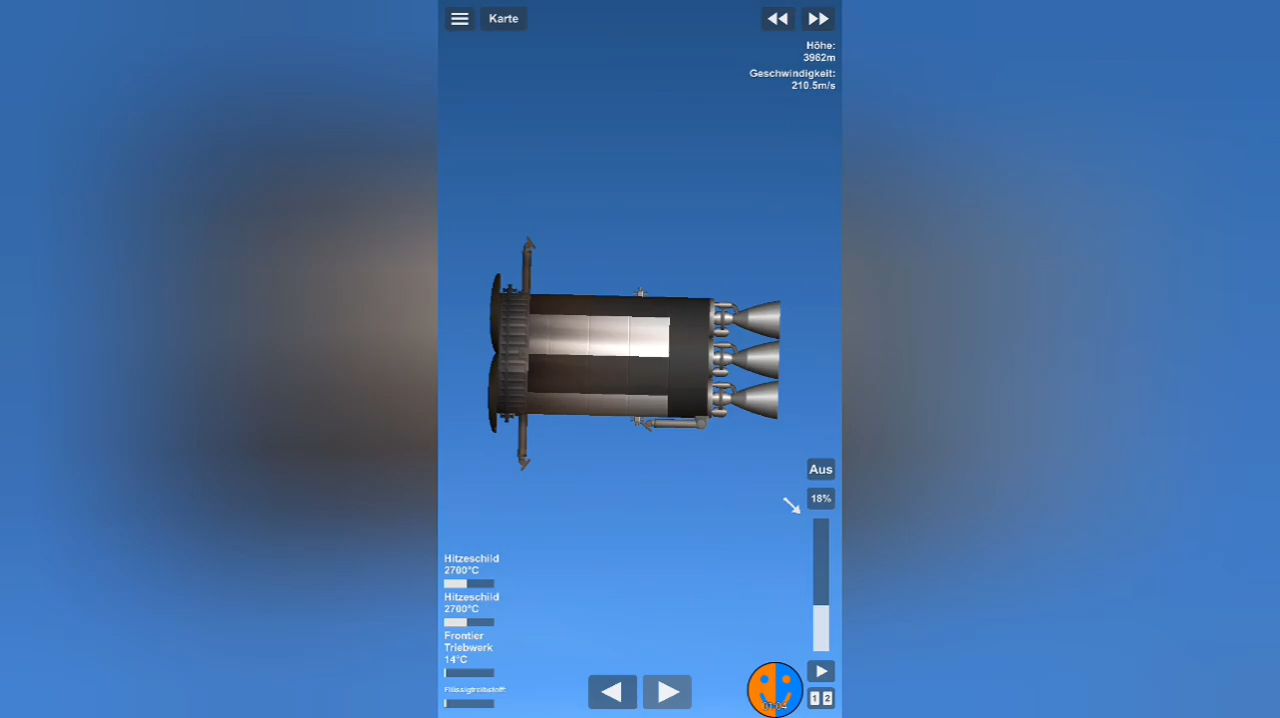 Karte
Höhe:
3962m
Geschwindigkeit:
210.5m/s
Aus
18%
Hitzeschild
2700°C
Hitzeschild
2700°C
Frontier
Triebwerk
14°C
Flüssigtreibstoff:
1 2